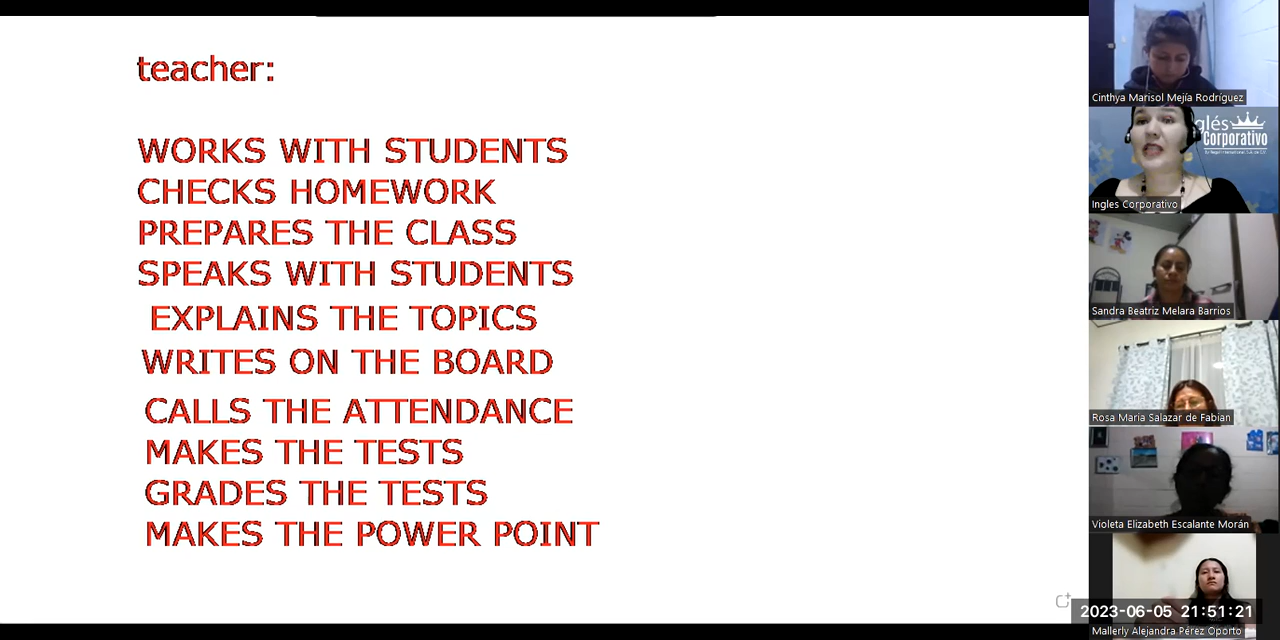 teacher:
WORKS WITH STUDENTS
CHECKS HOMEWORK
PREPARES THE CLASS
SPEAKS WITH STUDENTS
EXPLAINS THE TOPICS
WRITES ON THE BOARD
CALLS THE ATTENDANCE
MAKES THE TESTS
GRADES THE TESTS
MAKES THE POWER POINT
Cinthya Marisol Mejía Rodríguez
glés
Corporativo
Ingles Corporativo
Sandra Beatriz Melara Barrios
Rosa Maria Salazar de Fabian
Violeta Elizabeth Escalante Morán
2023-06-05 21:51:21
Mallerly Alejandra Pérez Oporto